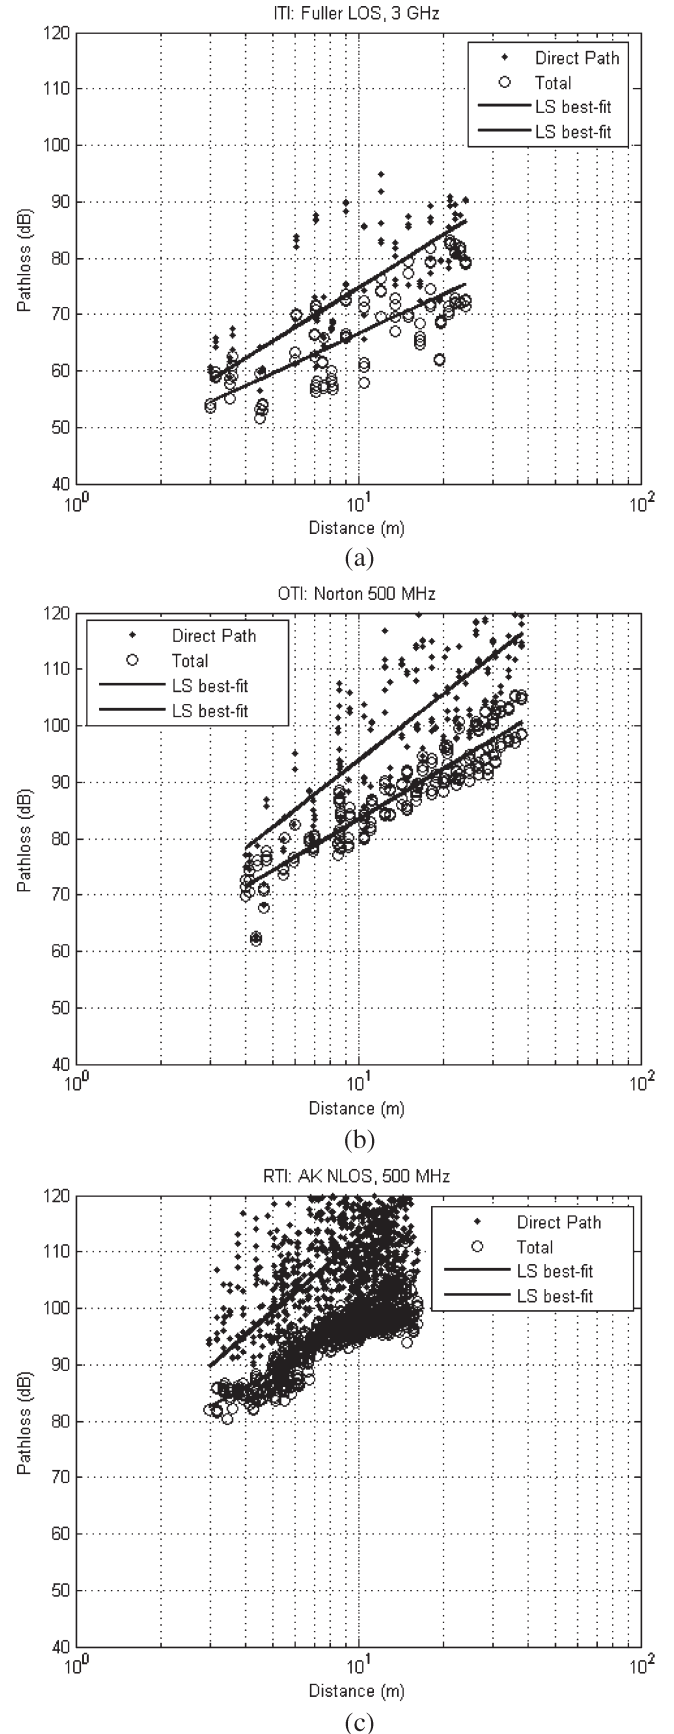 ITI: Fuller LOS, 3 GHz
120
110
100
90
80
70
60
50
40
Pathloss (dB)
Direct Path
Total
LS best-fit
LS best-fit
10^0 10^1 10^2
Distance (m)
(a)
OTI: Norton 500 MHz
120
110
100
90
80
70
60
50
40
Pathloss (dB)
Direct Path
Total
LS best-fit
LS best-fit
10^0 10^1 10^2
Distance (m)
(b)
RTI: AK NLOS, 500 MHz
120
110
100
90
80
70
60
50
40
Pathloss (dB)
Direct Path
Total
LS best-fit
LS best-fit
10^0 10^1 10^2
Distance (m)
(c)